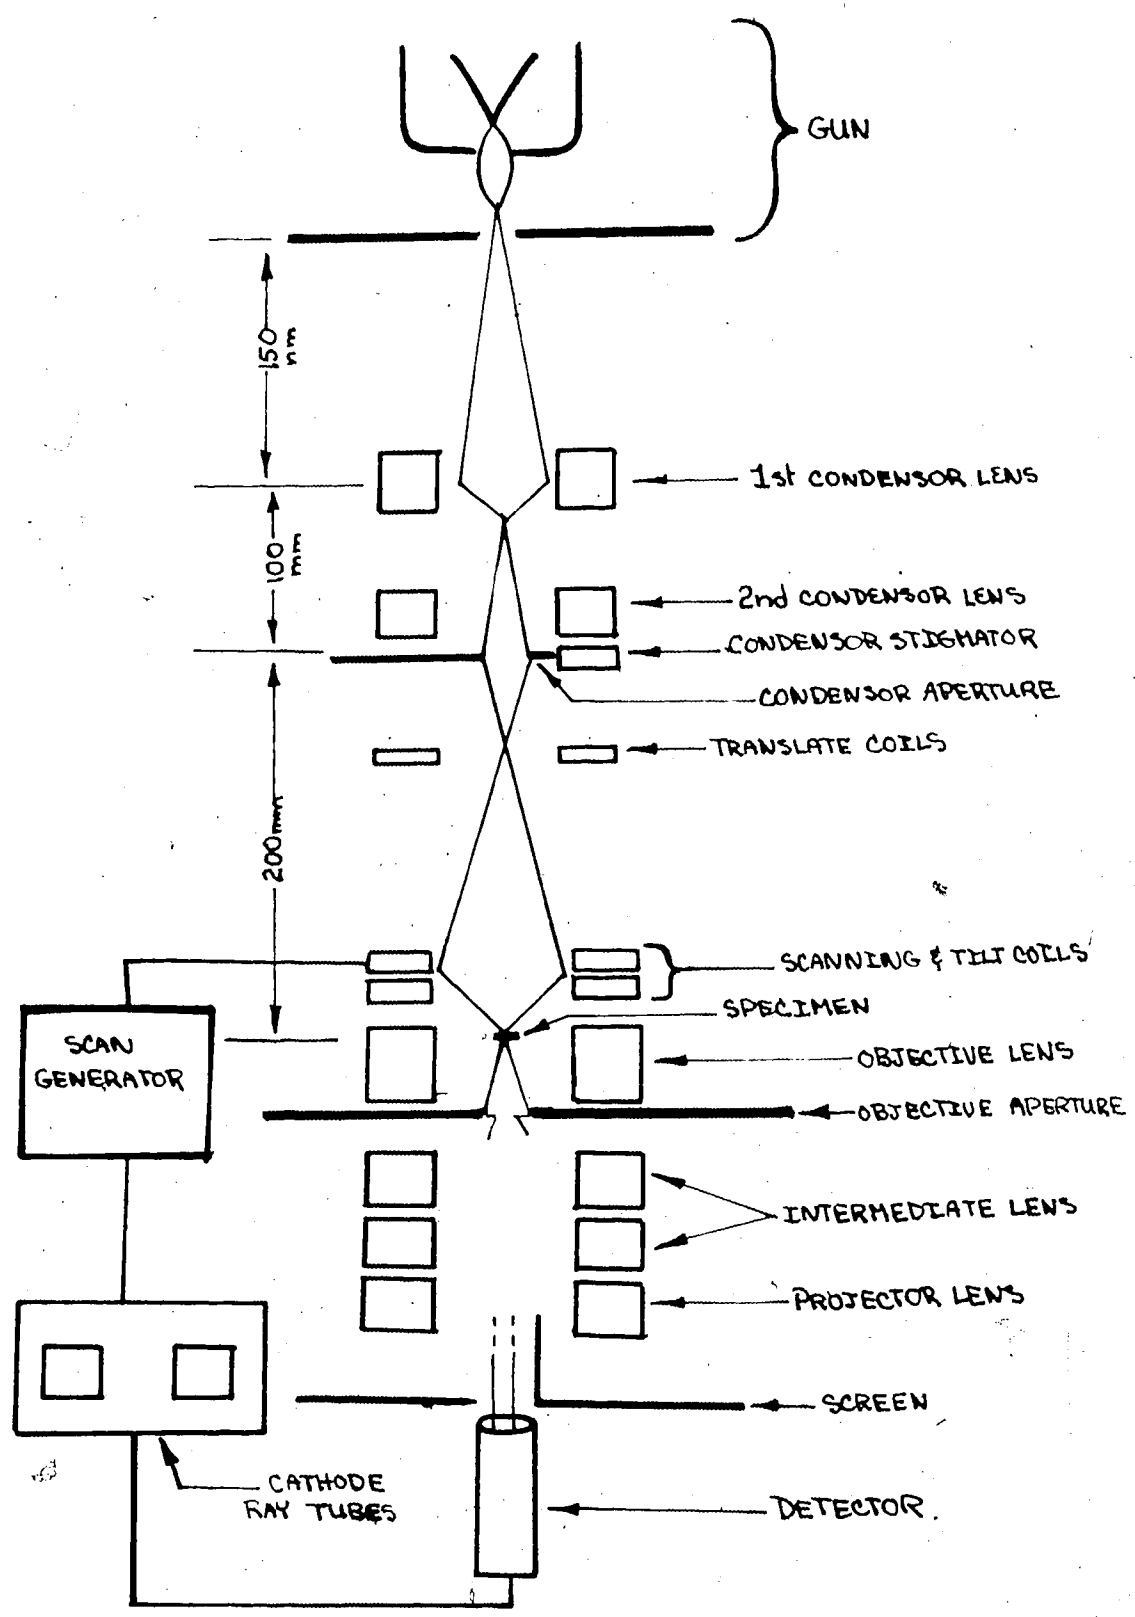 GUN
150
nm
1st CONDENSOR LENS
100
mm
2nd CONDENSOR LENS
CONDENSOR STIGMATOR
CONDENSOR APERTURE
TRANSLATE COILS
200mm
SCANNING & TILT COILS
SPECIMEN
SCAN
GENERATOR
OBJECTIVE LENS
OBJECTIVE APERTURE
INTERMEDIATE LENS
PROJECTOR LENS
SCREEN
CATHODE
RAY TUBES
DETECTOR.